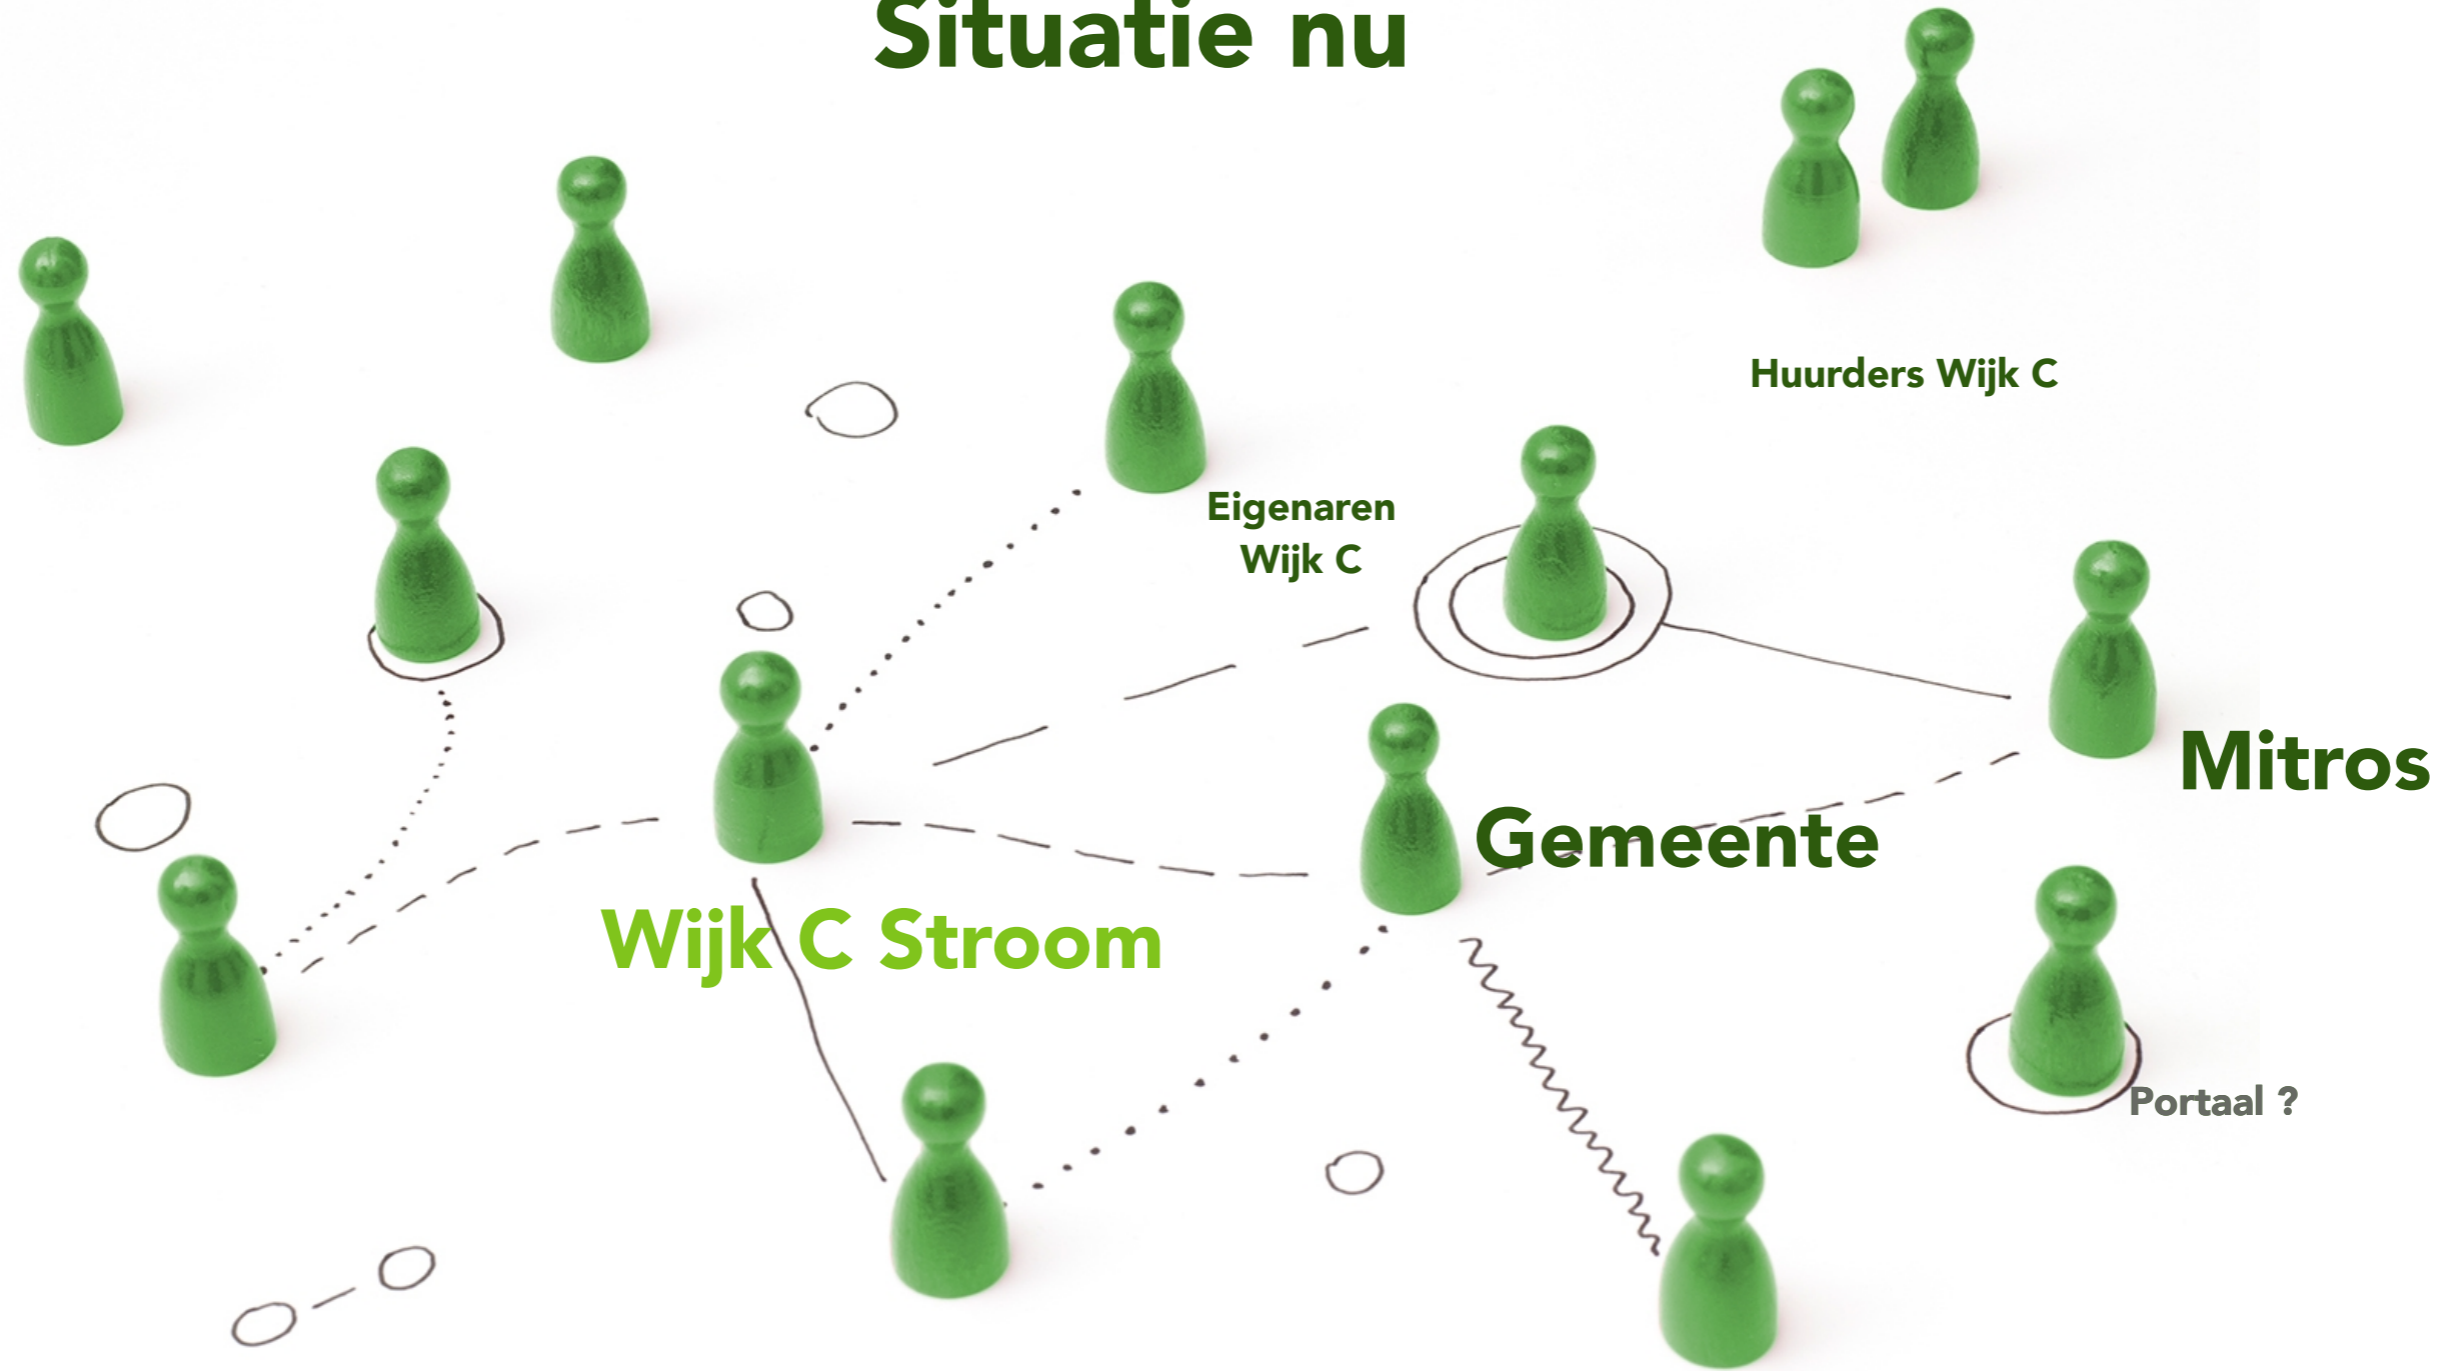 Situatie nu
Huurders Wijk C
Eigenaren
Wijk C
Mitros
Gemeente
Wijk C Stroom
Portaal ?